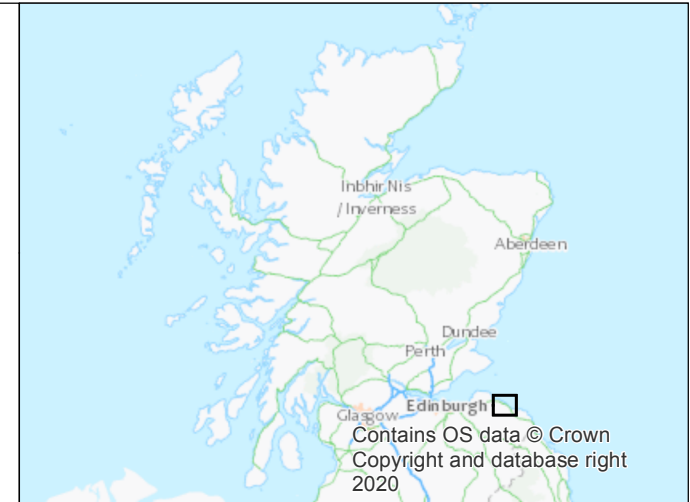 Inbhir Nis
/ Inverness
Aberdeen
Dundee
Perth
Edinburgh
Glasgow
Contains OS data © Crown
Copyright and database right
2020